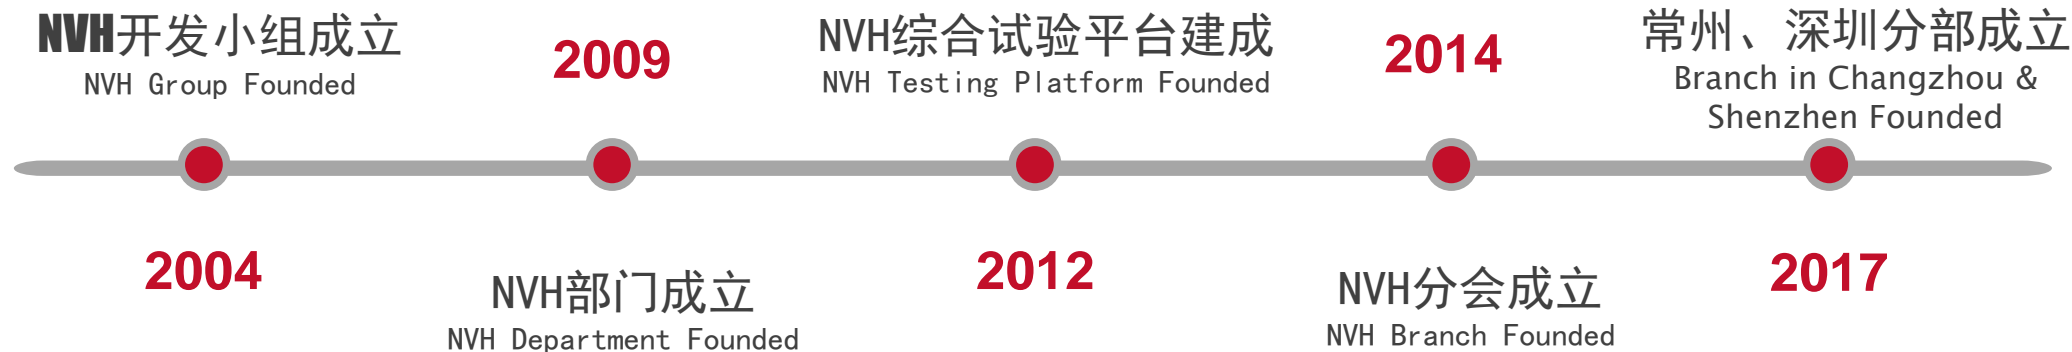 NVH开发小组成立
NVH Group Founded
2004
2009
NVH部门成立
NVH Department Founded
NVH综合试验平台建成
NVH Testing Platform Founded
2012
2014
NVH分会成立
NVH Branch Founded
常州、深圳分部成立
Branch in Changzhou &
Shenzhen Founded
2017